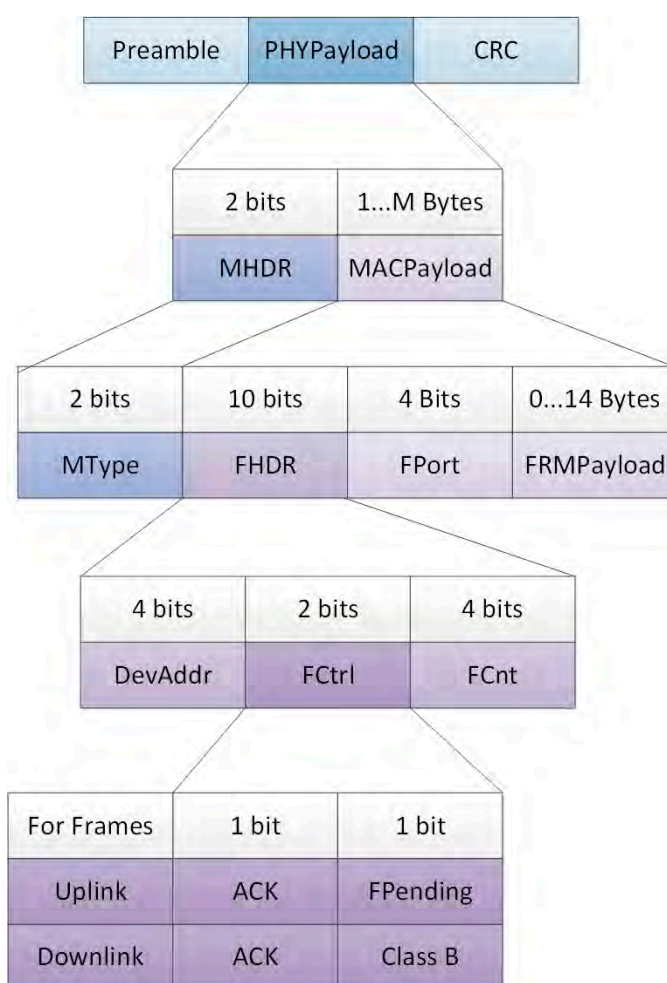 Preamble PHYPayload CRC
2 bits 1...M Bytes
MHDR MACPayload
2 bits 10 bits 4 Bits 0...14 Bytes
MType FHDR FPort FRMPayload
4 bits 2 bits 4 bits
DevAddr FCtrl FCnt
For Frames 1 bit 1 bit
Uplink ACK FPending
Downlink ACK Class B